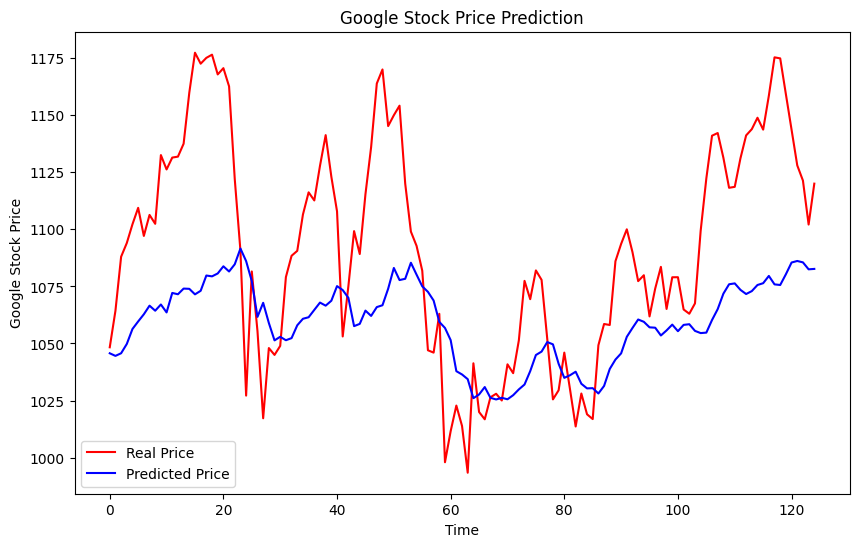 Google Stock Price Prediction
Google Stock Price
1175
1150
1125
1100
1075
1050
1025
1000
Real Price
Predicted Price
0 20 40 60 80 100 120
Time